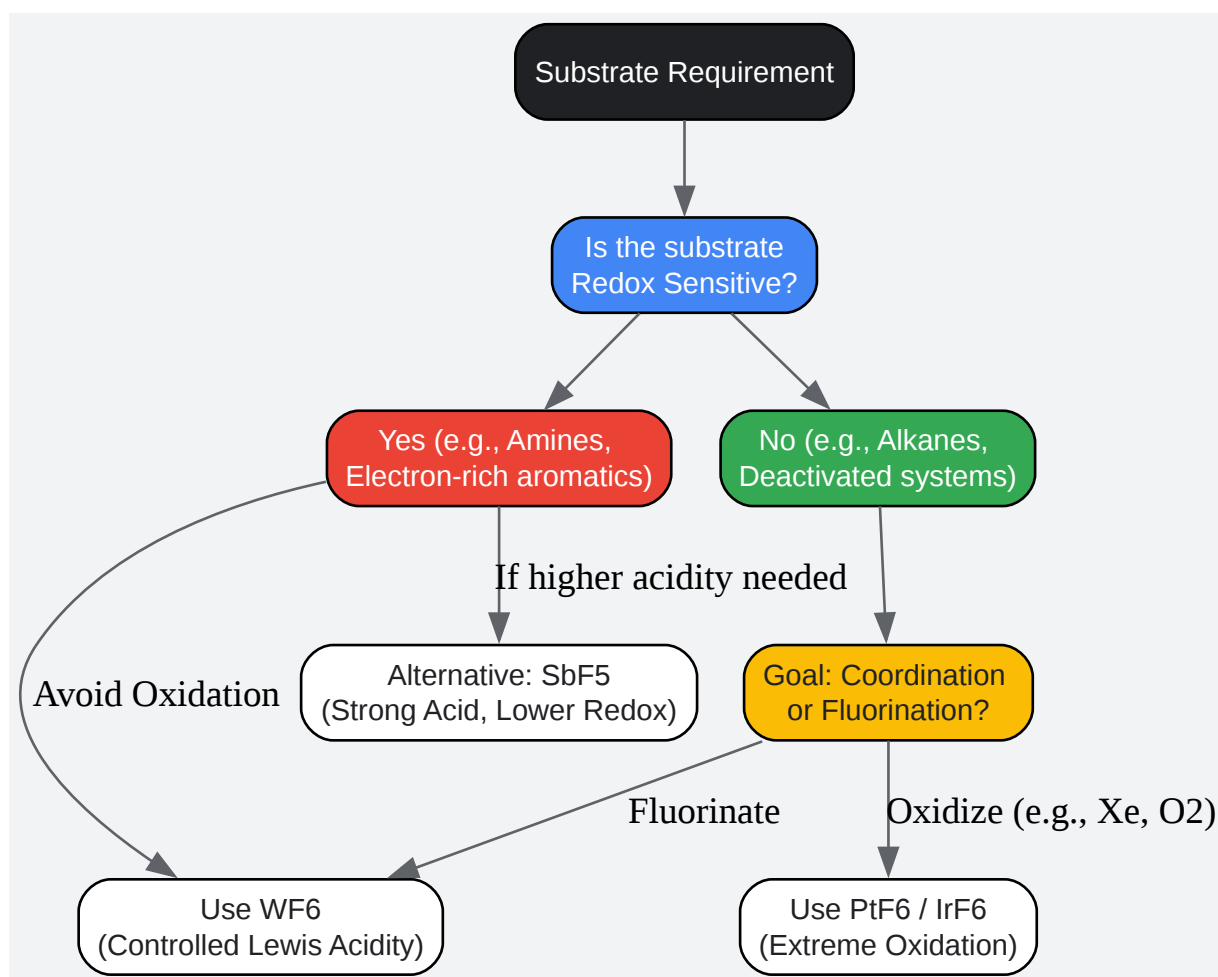 Substrate Requirement
Is the substrate
Redox Sensitive?
Yes (e.g., Amines,
Electron-rich aromatics)
No (e.g., Alkanes,
Deactivated systems)
If higher acidity needed
Alternative: SbF5
(Strong Acid, Lower Redox)
Goal: Coordination
or Fluorination?
Avoid Oxidation
Fluorinate
Oxidize (e.g., Xe, O2)
Use WF6
(Controlled Lewis Acidity)
Use PtF6 / IrF6
(Extreme Oxidation)